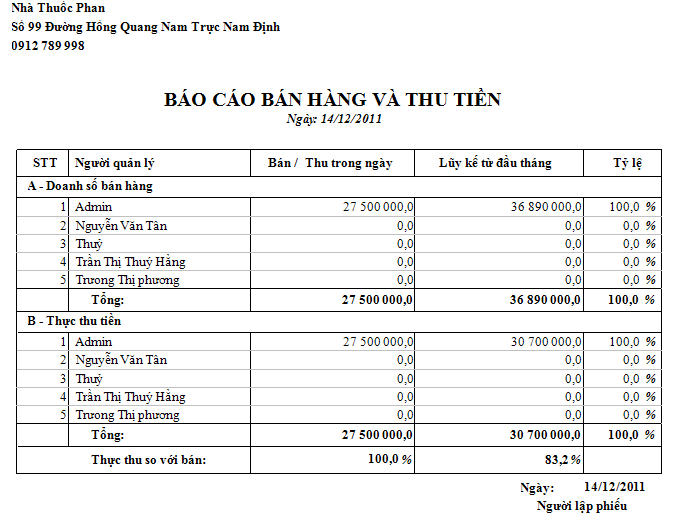 Nhà Thuốc Phan
Số 99 Đường Hồng Quang Nam Trực Nam Định
0912 789 998
BÁO CÁO BÁN HÀNG VÀ THU TIỀN
Ngày: 14/12/2011
STT Người quản lý Bán / Thu trong ngày Lũy kế từ đầu tháng Tỷ lệ
A - Doanh số bán hàng
1 Admin 27 500 000,0 36 890 000,0 100,0 %
2 Nguyễn Văn Tân 0,0 0,0 0,0 %
3 Thuỷ 0,0 0,0 0,0 %
4 Trần Thị Thuý Hằng 0,0 0,0 0,0 %
5 Trương Thị phương 0,0 0,0 0,0 %
Tổng: 27 500 000,0 36 890 000,0 100,0 %
B - Thực thu tiền
1 Admin 27 500 000,0 30 700 000,0 100,0 %
2 Nguyễn Văn Tân 0,0 0,0 0,0 %
3 Thuỷ 0,0 0,0 0,0 %
4 Trần Thị Thuý Hằng 0,0 0,0 0,0 %
5 Trương Thị phương 0,0 0,0 0,0 %
Tổng: 27 500 000,0 30 700 000,0 100,0 %
Thực thu so với bán: 100,0 % 83,2 %
Ngày: 14/12/2011
Người lập phiếu